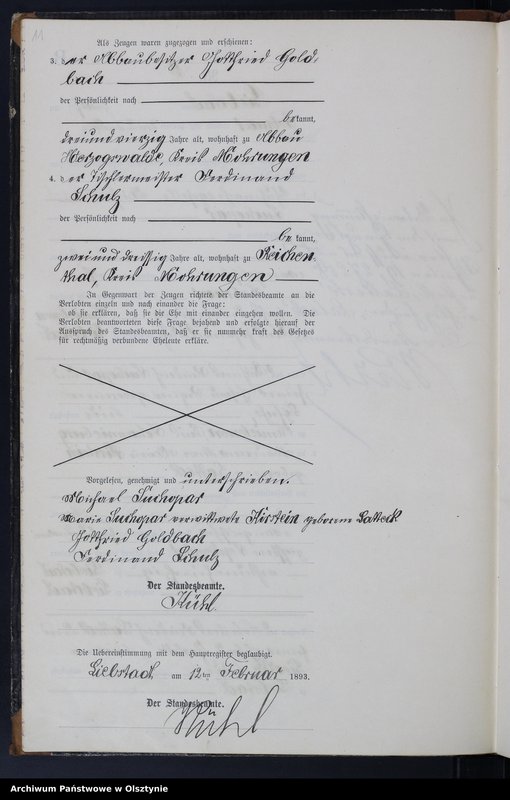 11
Als Zeugen waren zugezogen und erschienen:
3. der Abbaubesitzer Gottfried Gold-
bach
der Persönlichkeit nach
bekannt,
dreiundvierzig Jahre alt, wohnhaft zu Abbau
Herzogswalde, Kreis Mohrungen
4. der Tischlermeister Ferdinand
Schulz
der Persönlichkeit nach
bekannt,
zweiunddreissig Jahre alt, wohnhaft zu Reichen
thal, Kreis Mohrungen
In Gegenwart der Zeugen richtete der Standesbeamte an die
Verlobten einzeln und nach einander die Frage:
ob sie erklären, daß sie die Ehe mit einander eingehen wollen. Die
Verlobten beantworteten diese Frage bejahend und erfolgte hierauf der
Ausspruch des Standesbeamten, daß er sie nunmehr kraft des Gesetzes
für rechtmäßig verbundene Eheleute erkläre.
Vorgelesen, genehmigt und unterschrieben.
Michael Suchopar
Marie Suchopar verwittwete Kirstein geborene Latteck
Gottfried Goldbach
Ferdinand Schulz
Der Standesbeamte.
Kühl.
Die Uebereinstimmung mit dem Hauptregister beglaubigt.
Liebstadt, am 12ten Februar 1893.
Der Standesbeamte.
Kühl
Archiwum Państwowe w Olsztynie